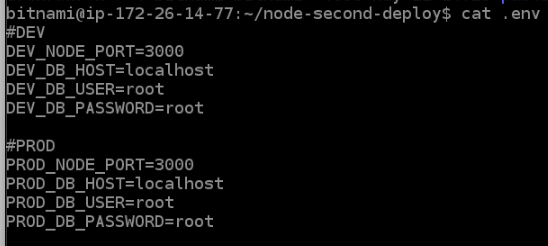 bitnami@ip-172-26-14-77:~/node-second-deploy$ cat .env
#DEV
DEV_NODE_PORT=3000
DEV_DB_HOST=localhost
DEV_DB_USER=root
DEV_DB_PASSWORD=root
#PROD
PROD_NODE_PORT=3000
PROD_DB_HOST=localhost
PROD_DB_USER=root
PROD_DB_PASSWORD=root